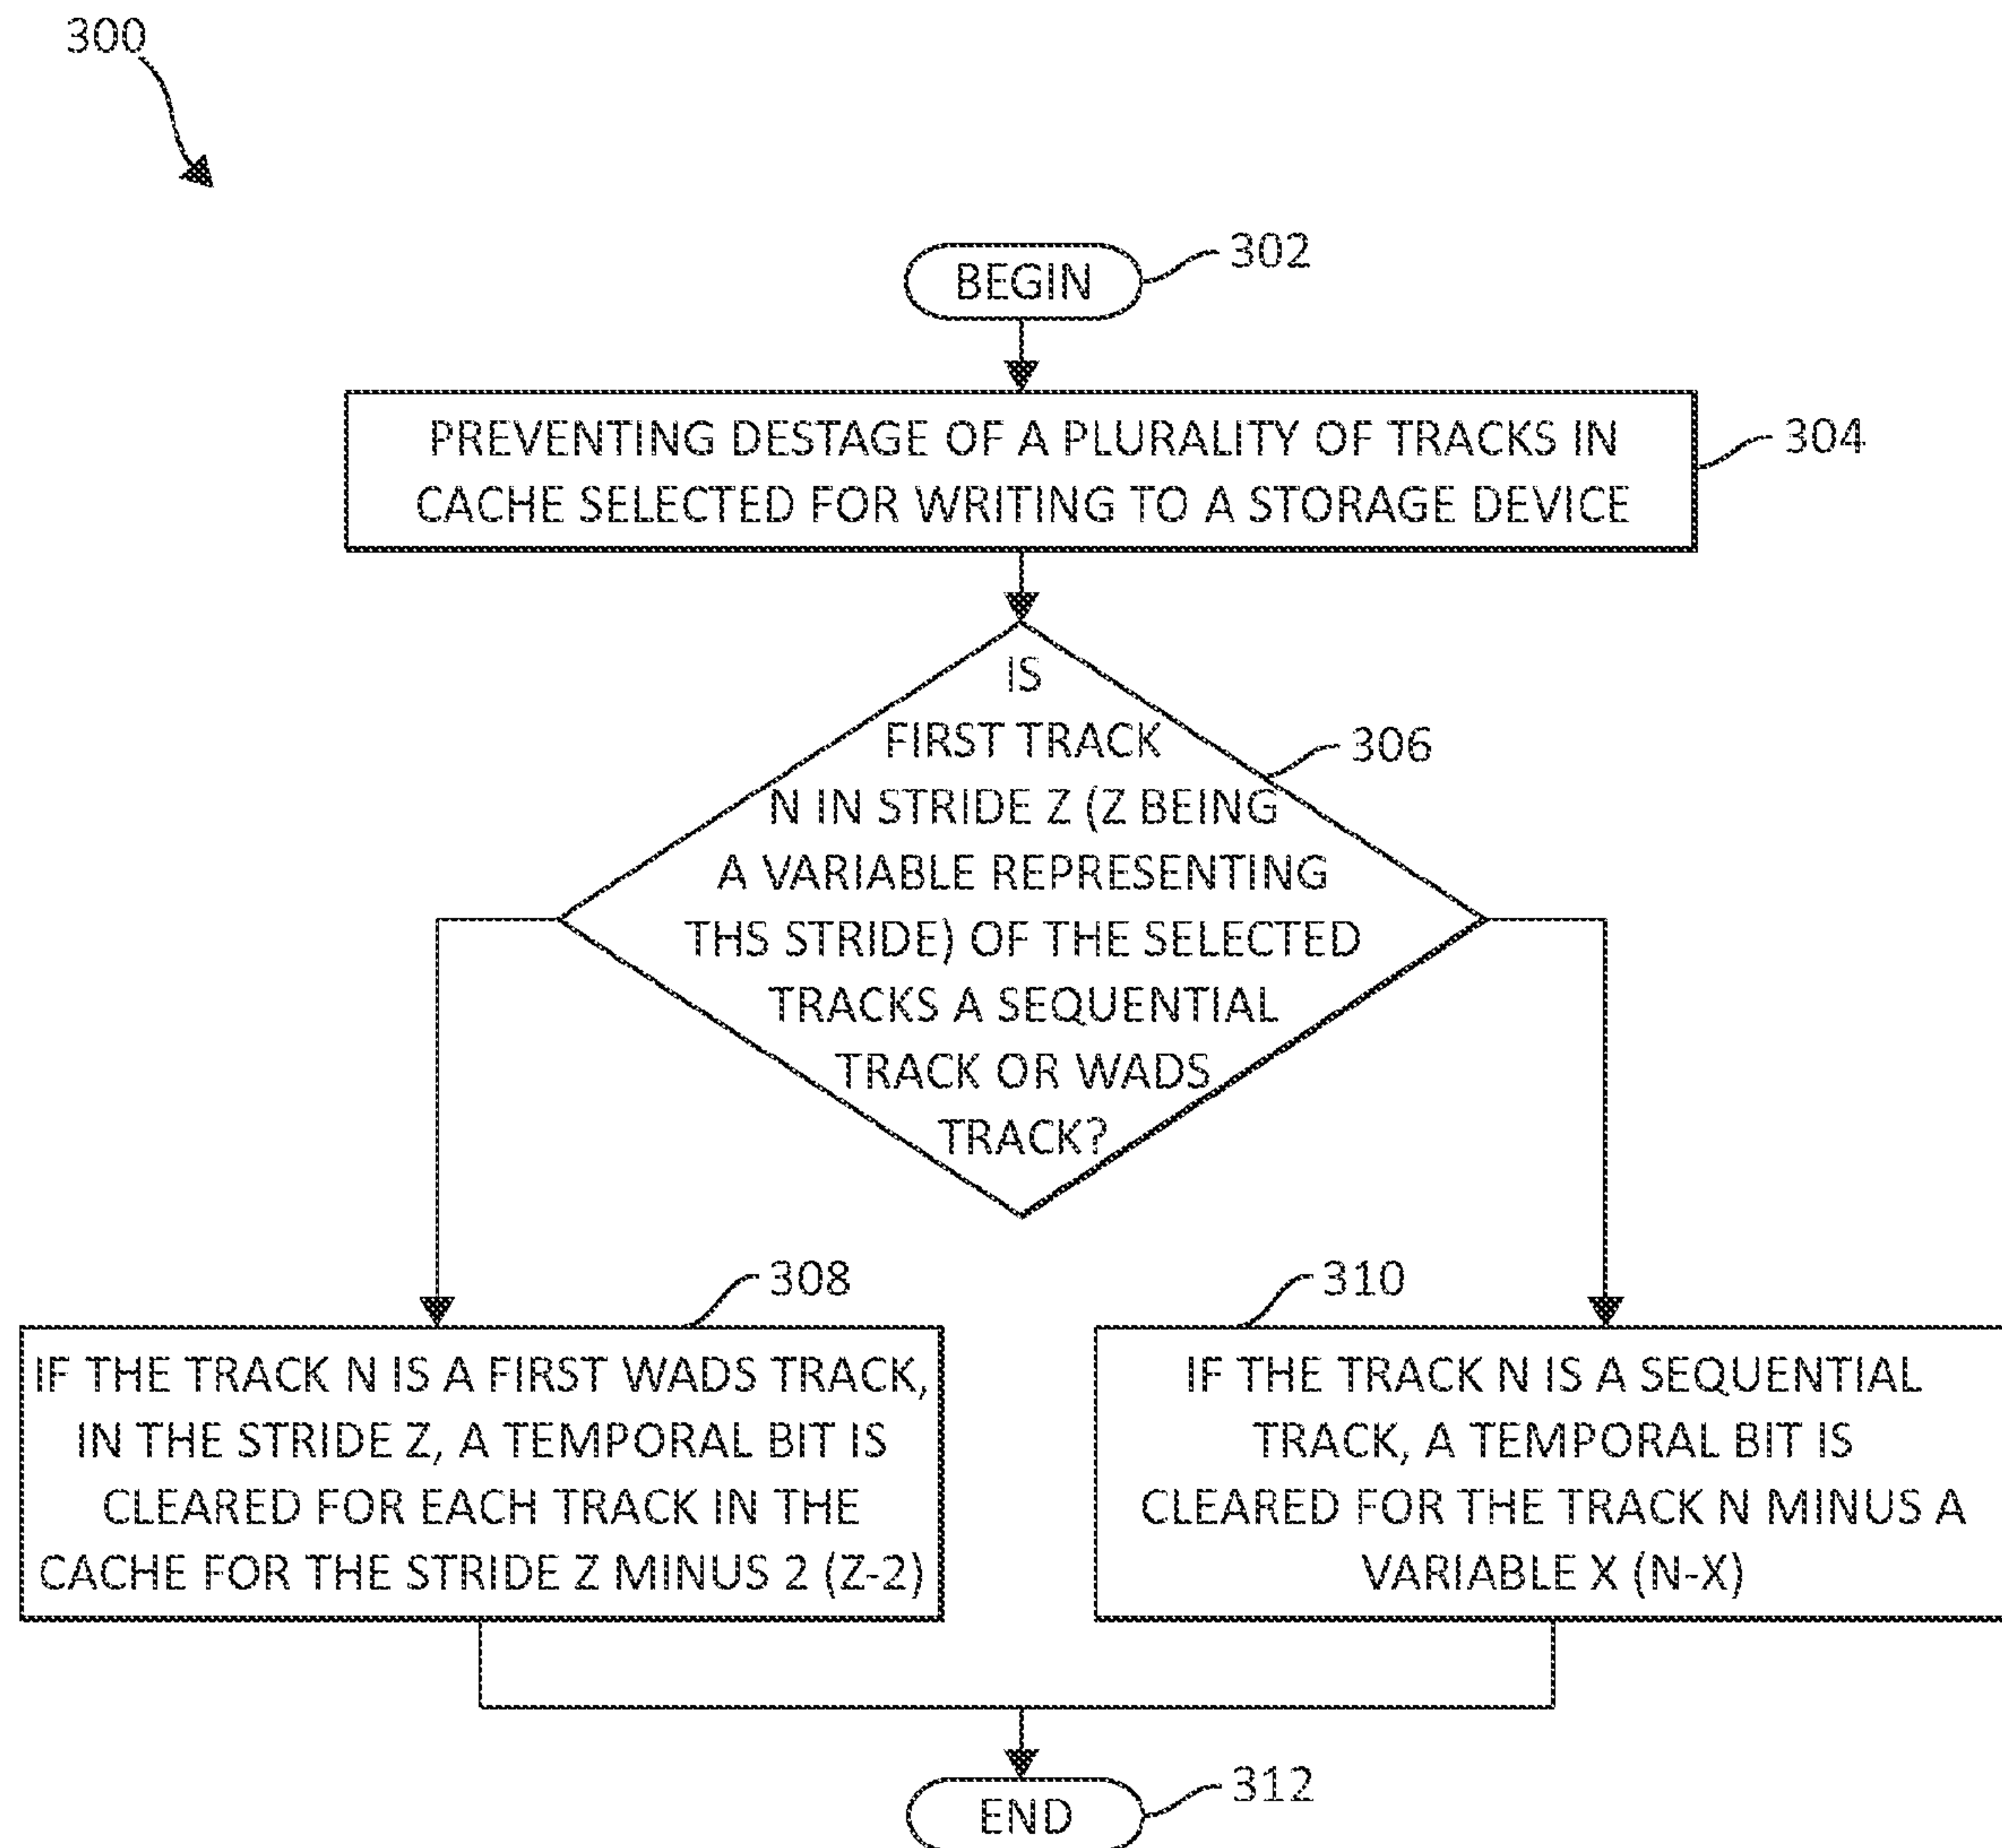 300
BEGIN
302
PREVENTING DESTAGE OF A PLURALITY OF TRACKS IN
CACHE SELECTED FOR WRITING TO A STORAGE DEVICE
304
IS
FIRST TRACK
N IN STRIDE Z (Z BEING
A VARIABLE REPRESENTING
THS STRIDE) OF THE SELECTED
TRACKS A SEQUENTIAL
TRACK OR WADS
TRACK?
306
308
IF THE TRACK N IS A FIRST WADS TRACK,
IN THE STRIDE Z, A TEMPORAL BIT IS
CLEARED FOR EACH TRACK IN THE
CACHE FOR THE STRIDE Z MINUS 2 (Z-2)
310
IF THE TRACK N IS A SEQUENTIAL
TRACK, A TEMPORAL BIT IS
CLEARED FOR THE TRACK N MINUS A
VARIABLE X (N-X)
END
312